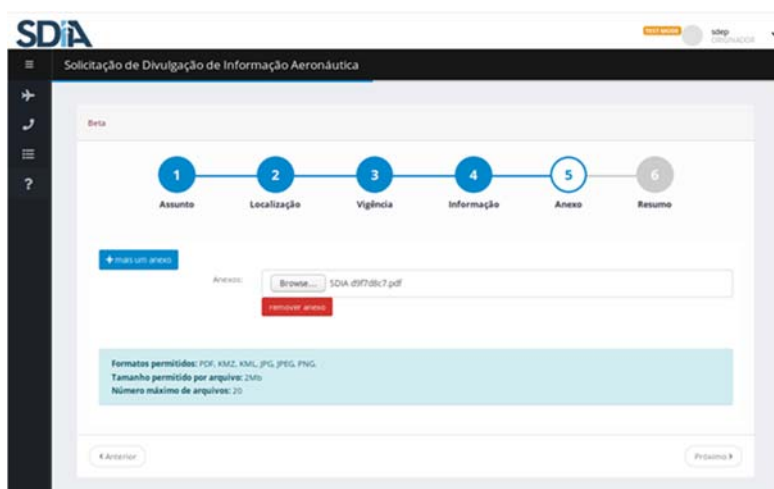 SDIA
TEST MODE
sdep
ORIGINADOR
Solicitação de Divulgação de Informação Aeronáutica
Beta
1 2 3 4 5 6
Assunto Localização Vigência Informação Anexo Resumo
+ mais um anexo
Anexos: Browse... SDIA d9f7d8c7.pdf
remover anexo
Formatos permitidos: PDF, KMZ, KML, JPG, JPEG, PNG.
Tamanho permitido por arquivo: 2Mb
Número máximo de arquivos: 20
Anterior Próximo